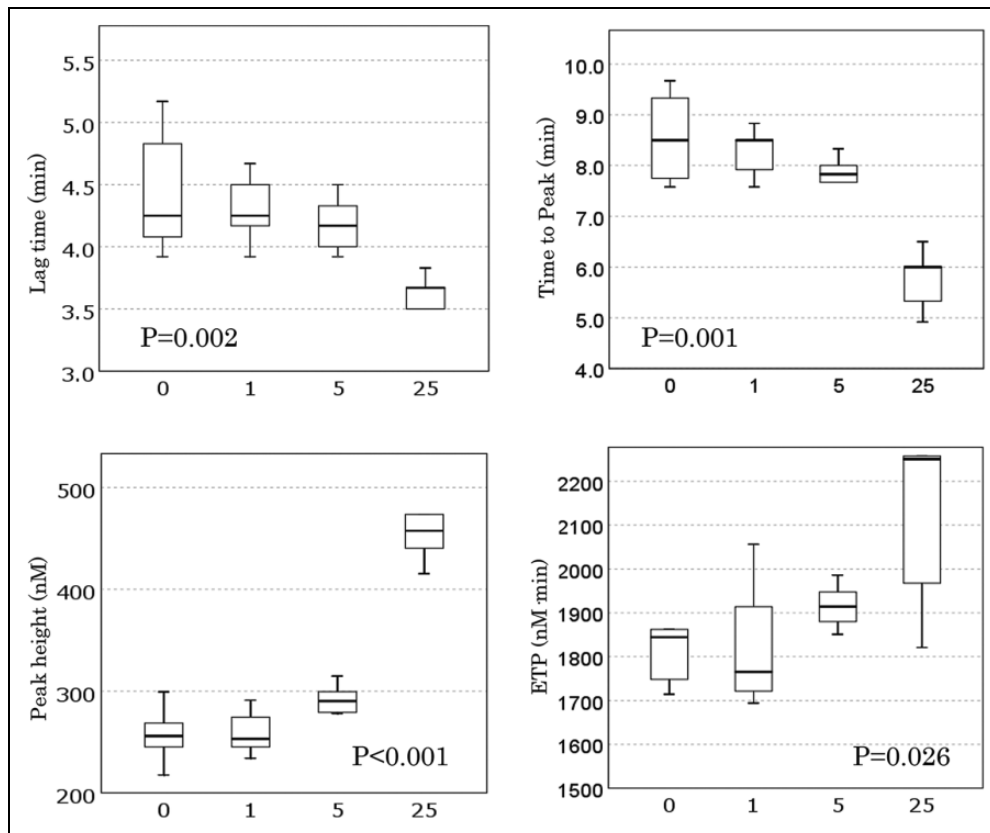 Lag time (min)
5.5
5.0
4.5
4.0
3.5
3.0
P=0.002
0 1 5 25
Time to Peak (min)
10.0
9.0
8.0
7.0
6.0
5.0
4.0
P=0.001
0 1 5 25
Peak height (nM)
500
400
300
200
P<0.001
0 1 5 25
ETP (nM·min)
2200
2100
2000
1900
1800
1700
1600
1500
P=0.026
0 1 5 25